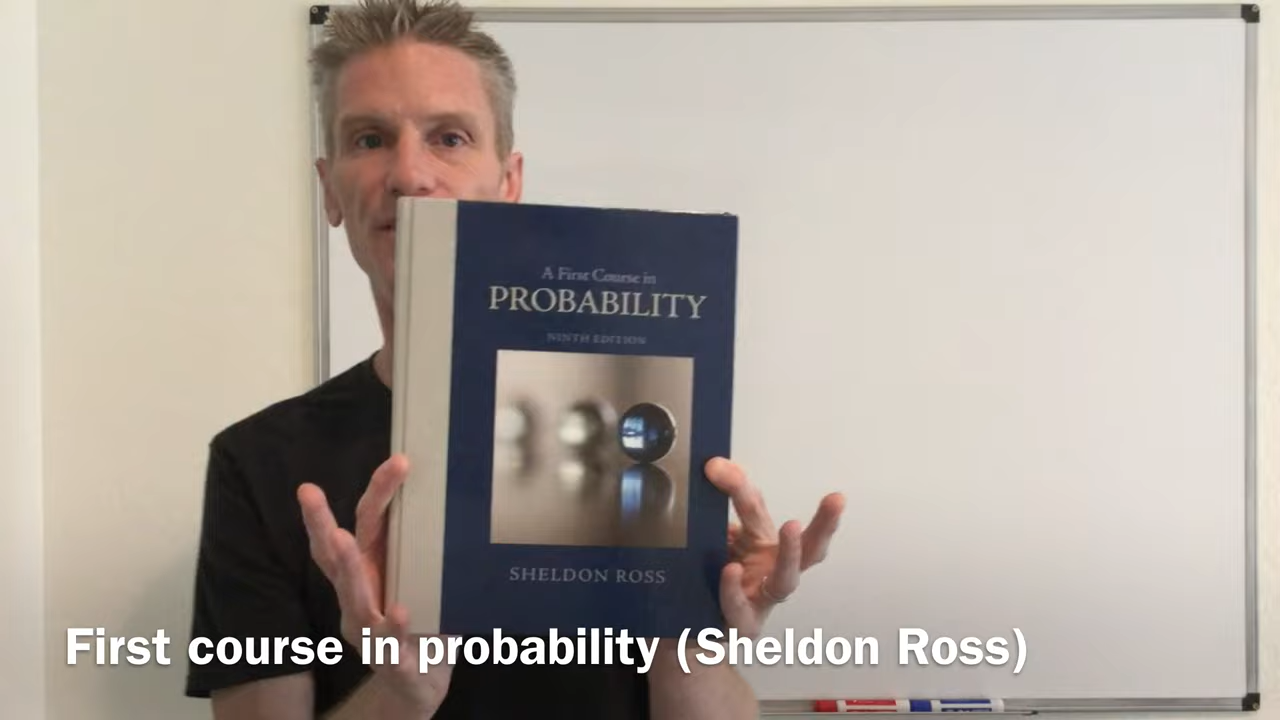 A First Course in
PROBABILITY
NINTH EDITION
SHELDON ROSS
First course in probability (Sheldon Ross)